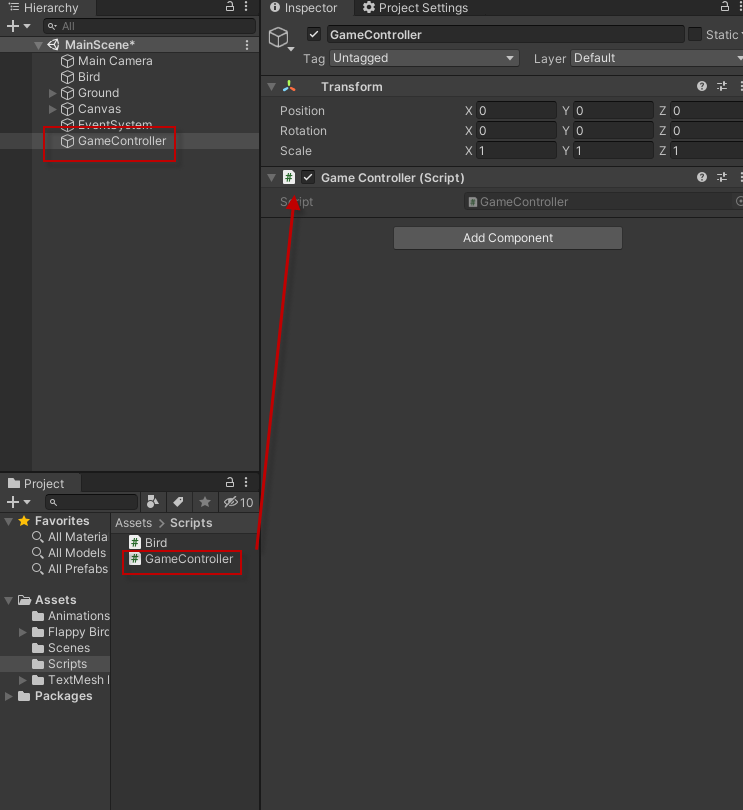 Hierarchy
All
MainScene*
Main Camera
Bird
Ground
Canvas
EventSystem
GameController
Project
10
Favorites
All Materia
All Models
All Prefabs
Assets
Animations
Flappy Bird
Scenes
Scripts
TextMesh
Packages
Assets > Scripts
Bird
GameController
Inspector
Project Settings
GameController
Static
Tag Untagged Layer Default
Transform
Position X 0 Y 0 Z 0
Rotation X 0 Y 0 Z 0
Scale X 1 Y 1 Z 1
# Game Controller (Script)
Script GameController
Add Component